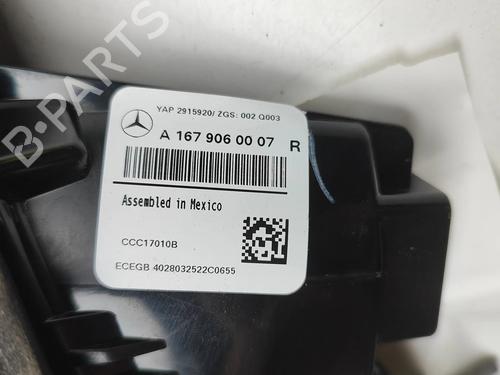 YAP 2915920/ ZGS: 002 Q003
A 167 906 00 07 R
Assembled in Mexico
CCC17010B
ECEGB 4028032522C0655
B-PARTS